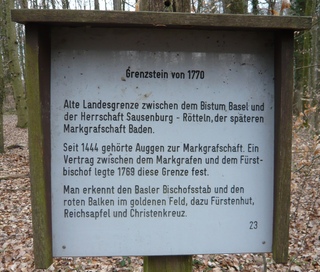 Grenzstein von 1770
Alte Landesgrenze zwischen dem Bistum Basel und
der Herrschaft Sausenburg - Rötteln, der späteren
Markgrafschaft Baden.
Seit 1444 gehörte Auggen zur Markgrafschaft. Ein
Vertrag zwischen dem Markgrafen und dem Fürst-
bischof legte 1769 diese Grenze fest.
Man erkennt den Basler Bischofsstab und den
roten Balken im goldenen Feld, dazu Fürstenhut,
Reichsapfel und Christenkreuz.
23